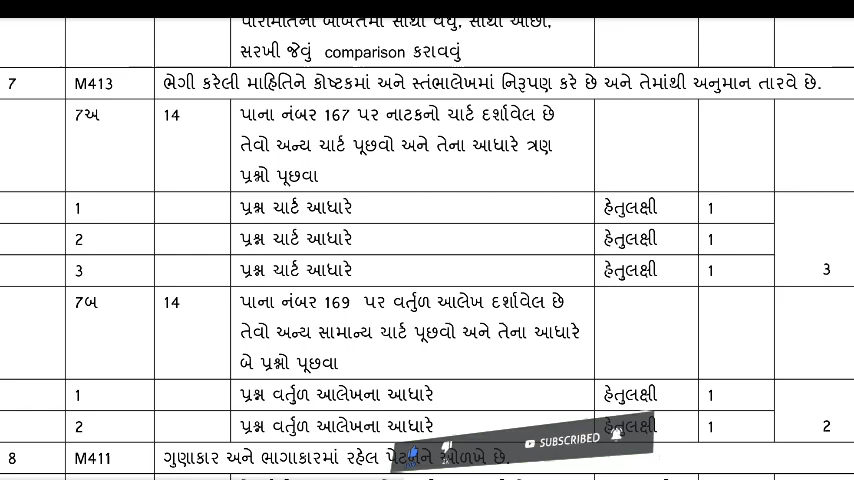 સરખી જેવું comparison કરાવવું
7 M413 ભેગી કરેલી માહિતિને કોષ્ટકમાં અને સ્તંભાલેખમાં નિરૂપણ કરે છે અને તેમાંથી અનુમાન તારવે છે.
7અ 14 પાના નંબર 167 પર નાટકનો ચાર્ટ દર્શાવેલ છે
તેવો અન્ય ચાર્ટ પૂછવો અને તેના આધારે ત્રણ
પ્રશ્નો પૂછવા
1 પ્રશ્ન ચાર્ટ આધારે હેતુલક્ષી 1
2 પ્રશ્ન ચાર્ટ આધારે હેતુલક્ષી 1
3 પ્રશ્ન ચાર્ટ આધારે હેતુલક્ષી 1 3
7બ 14 પાના નંબર 169 પર વર્તુળ આલેખ દર્શાવેલ છે
તેવો અન્ય સામાન્ય ચાર્ટ પૂછવો અને તેના આધારે
બે પ્રશ્નો પૂછવા
1 પ્રશ્ન વર્તુળ આલેખના આધારે હેતુલક્ષી 1
2 પ્રશ્ન વર્તુળ આલેખના આધારે 1 2
SUBSCRIBED
8 M411 ગુણાકાર અને ભાગાકારમાં રહેલ છે.